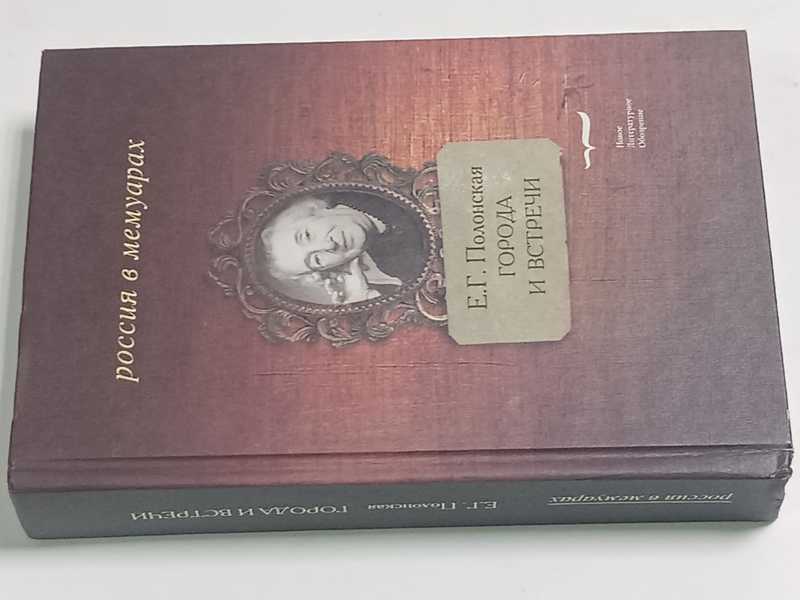 россия в мемуарах
Е.Г. Полонская
ГОРОДА
И ВСТРЕЧИ
Новое
Литературное
Обозрение
Е.Г. Полонская ГОРОДА И ВСТРЕЧИ
россия в мемуарах